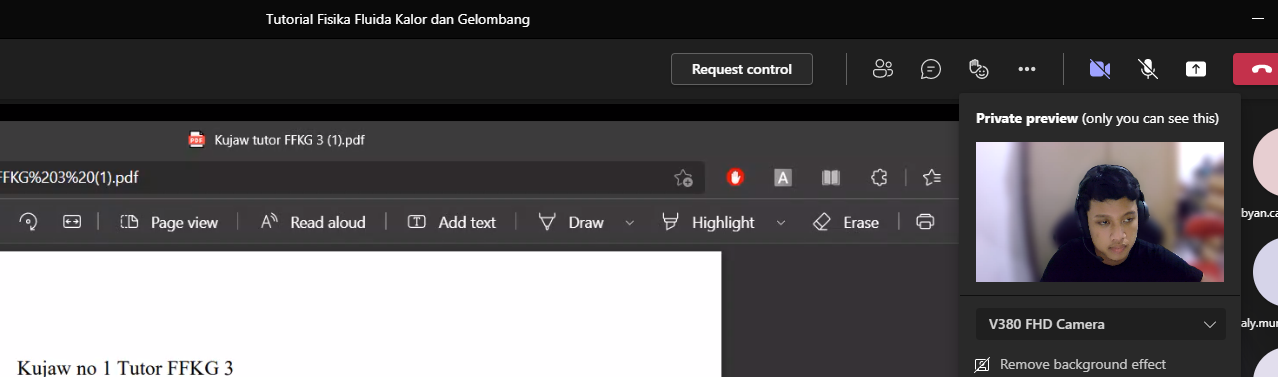 Tutorial Fisika Fluida Kalor dan Gelombang
Request control
Private preview (only you can see this)
Kujaw tutor FFKG 3 (1).pdf
FFKG%203%20(1).pdf
A
Page view
Read aloud
Add text
Draw
Highlight
Erase
byan.ca
V380 FHD Camera
aly.mu
Remove background effect
Kujaw no 1 Tutor FFKG 3